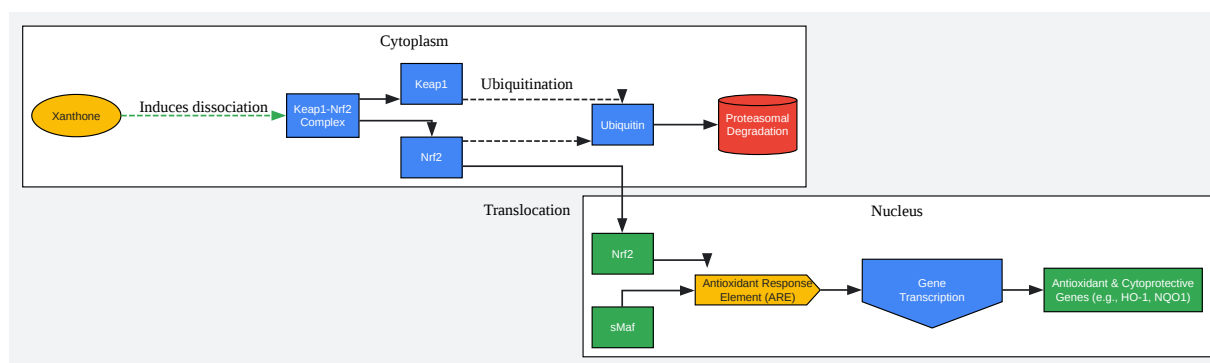 Cytoplasm
Xanthone
Induces dissociation
Keap1-Nrf2
Complex
Keap1
Nrf2
Ubiquitination
Ubiquitin
Proteasomal
Degradation
Translocation
Nucleus
Nrf2
sMaf
Antioxidant Response
Element (ARE)
Gene
Transcription
Antioxidant & Cytoprotective
Genes (e.g., HO-1, NQO1)